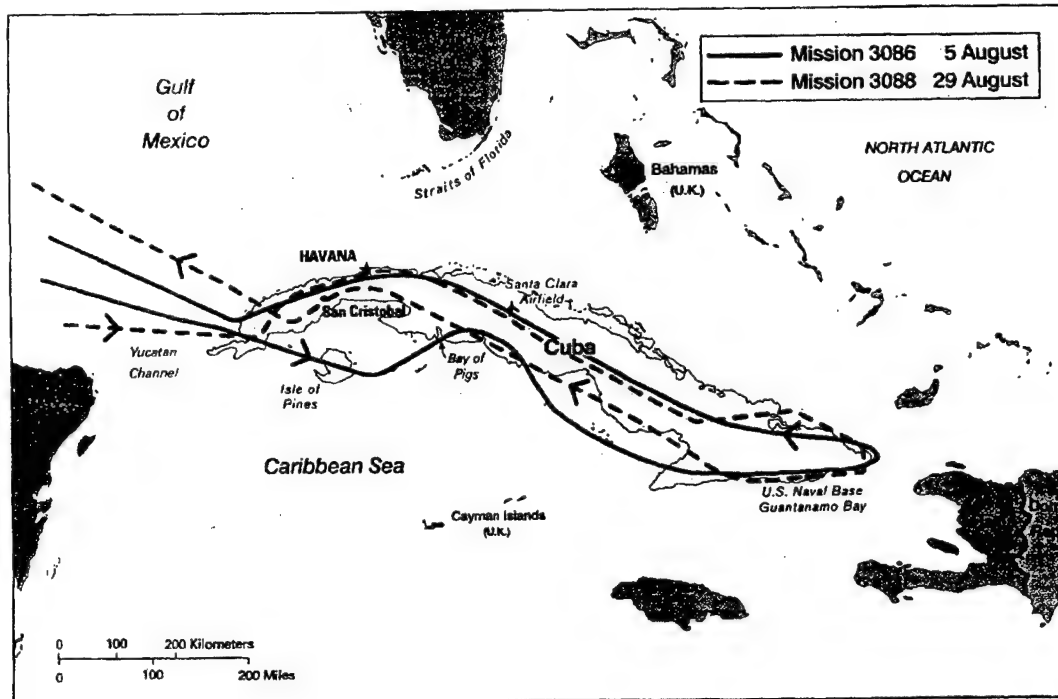 Mission 3086 5 August
Mission 3088 29 August
Gulf
of
Mexico
Straits of Florida
Bahamas
(U.K.)
NORTH ATLANTIC
OCEAN
HAVANA
Santa Clara
Airfield
San Cristobal
Cuba
Yucatan
Channel
Isle of
Pines
Bay of
Pigs
Caribbean Sea
U.S. Naval Base
Guantanamo Bay
Cayman Islands
(U.K.)
0 100 200 Kilometers
0 100 200 Miles